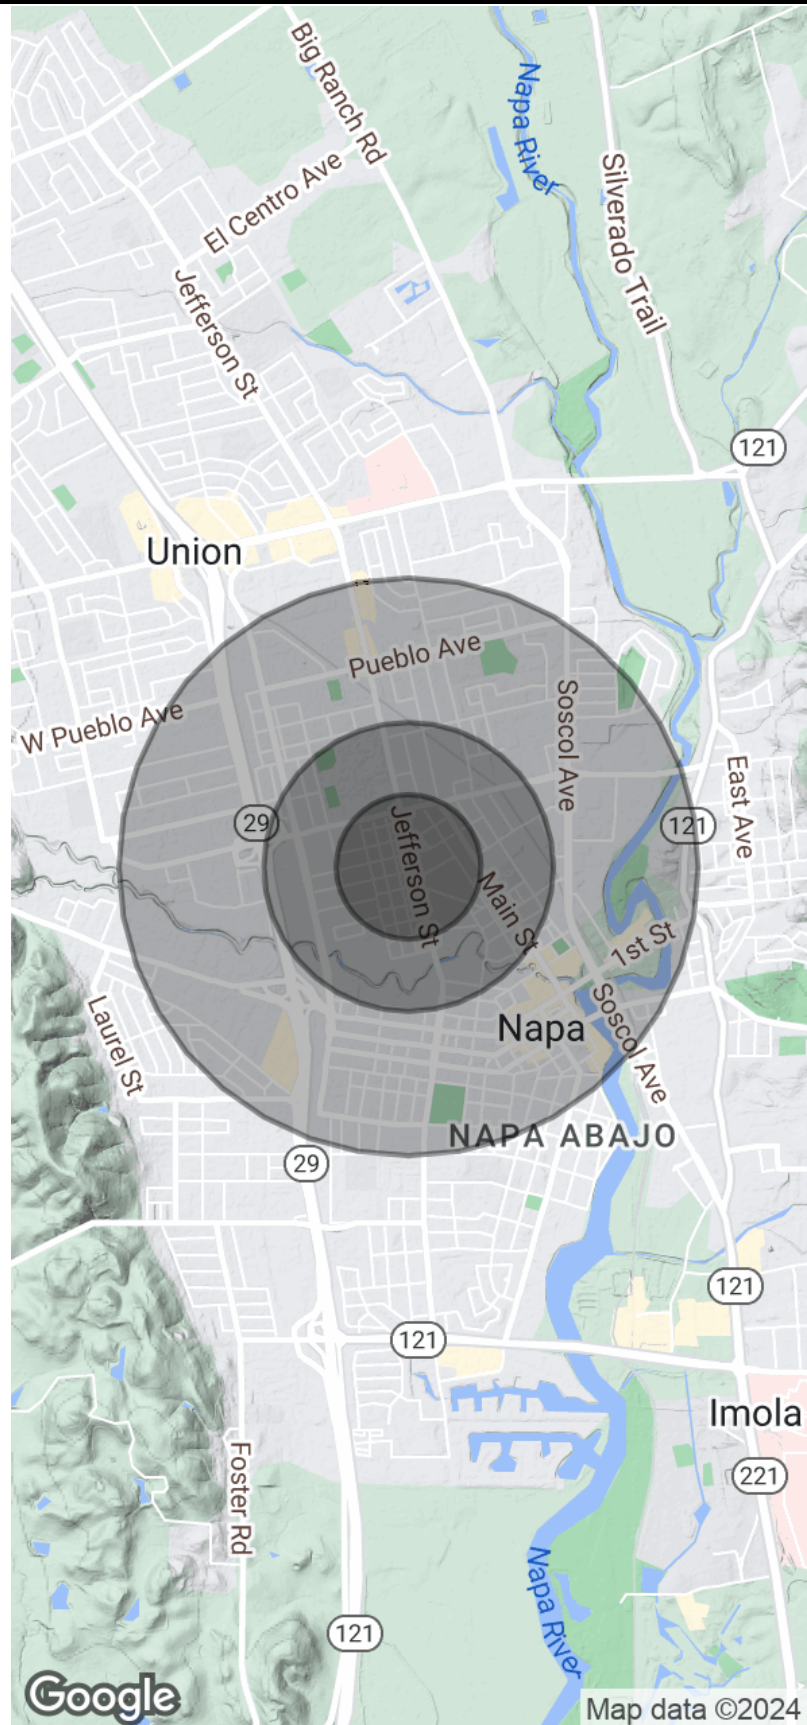 Big Ranch Rd
Napa River
El Centro Ave
Silverado Trail
Jefferson St
121
Union
Pueblo Ave
W Pueblo Ave
Soscol Ave
East Ave
29
121
Jefferson St
Main St
1st St
Laurel St
Napa
Soscol Ave
NAPA ABAJO
29
121
121
Imola
221
Foster Rd
Napa River
121
Google
Map data ©2024